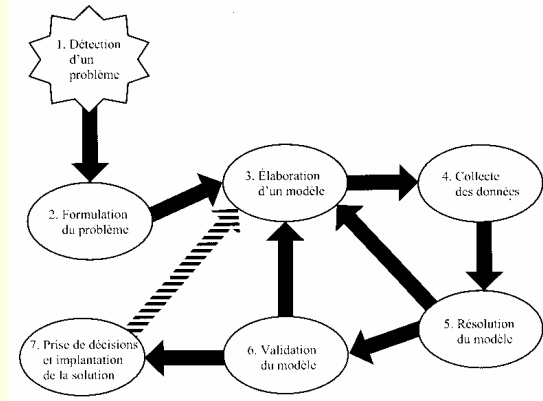 1. Détection
d'un
problème
2. Formulation
du problème
3. Élaboration
d'un modèle
4. Collecte
des données
5. Résolution
du modèle
6. Validation
du modèle
7. Prise de décisions
et implantation
de la solution